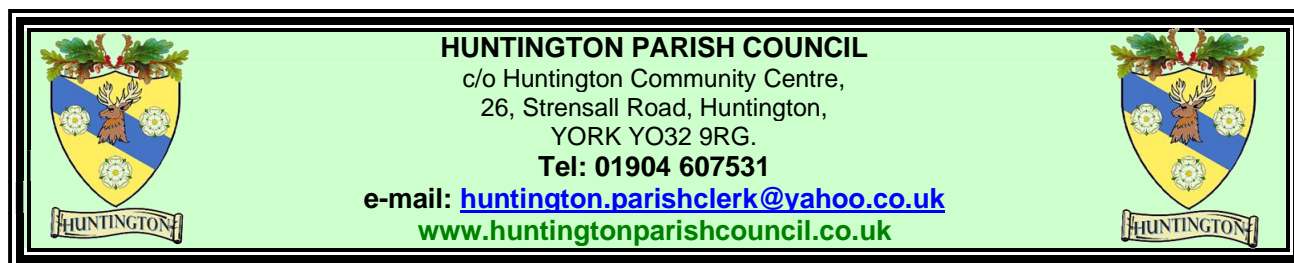 HUNTINGTON PARISH COUNCIL
c/o Huntington Community Centre,
26, Strensall Road, Huntington,
YORK YO32 9RG.
Tel: 01904 607531
e-mail: huntington.parishclerk@yahoo.co.uk
www.huntingtonparishcouncil.co.uk
HUNTINGTON
HUNTINGTON